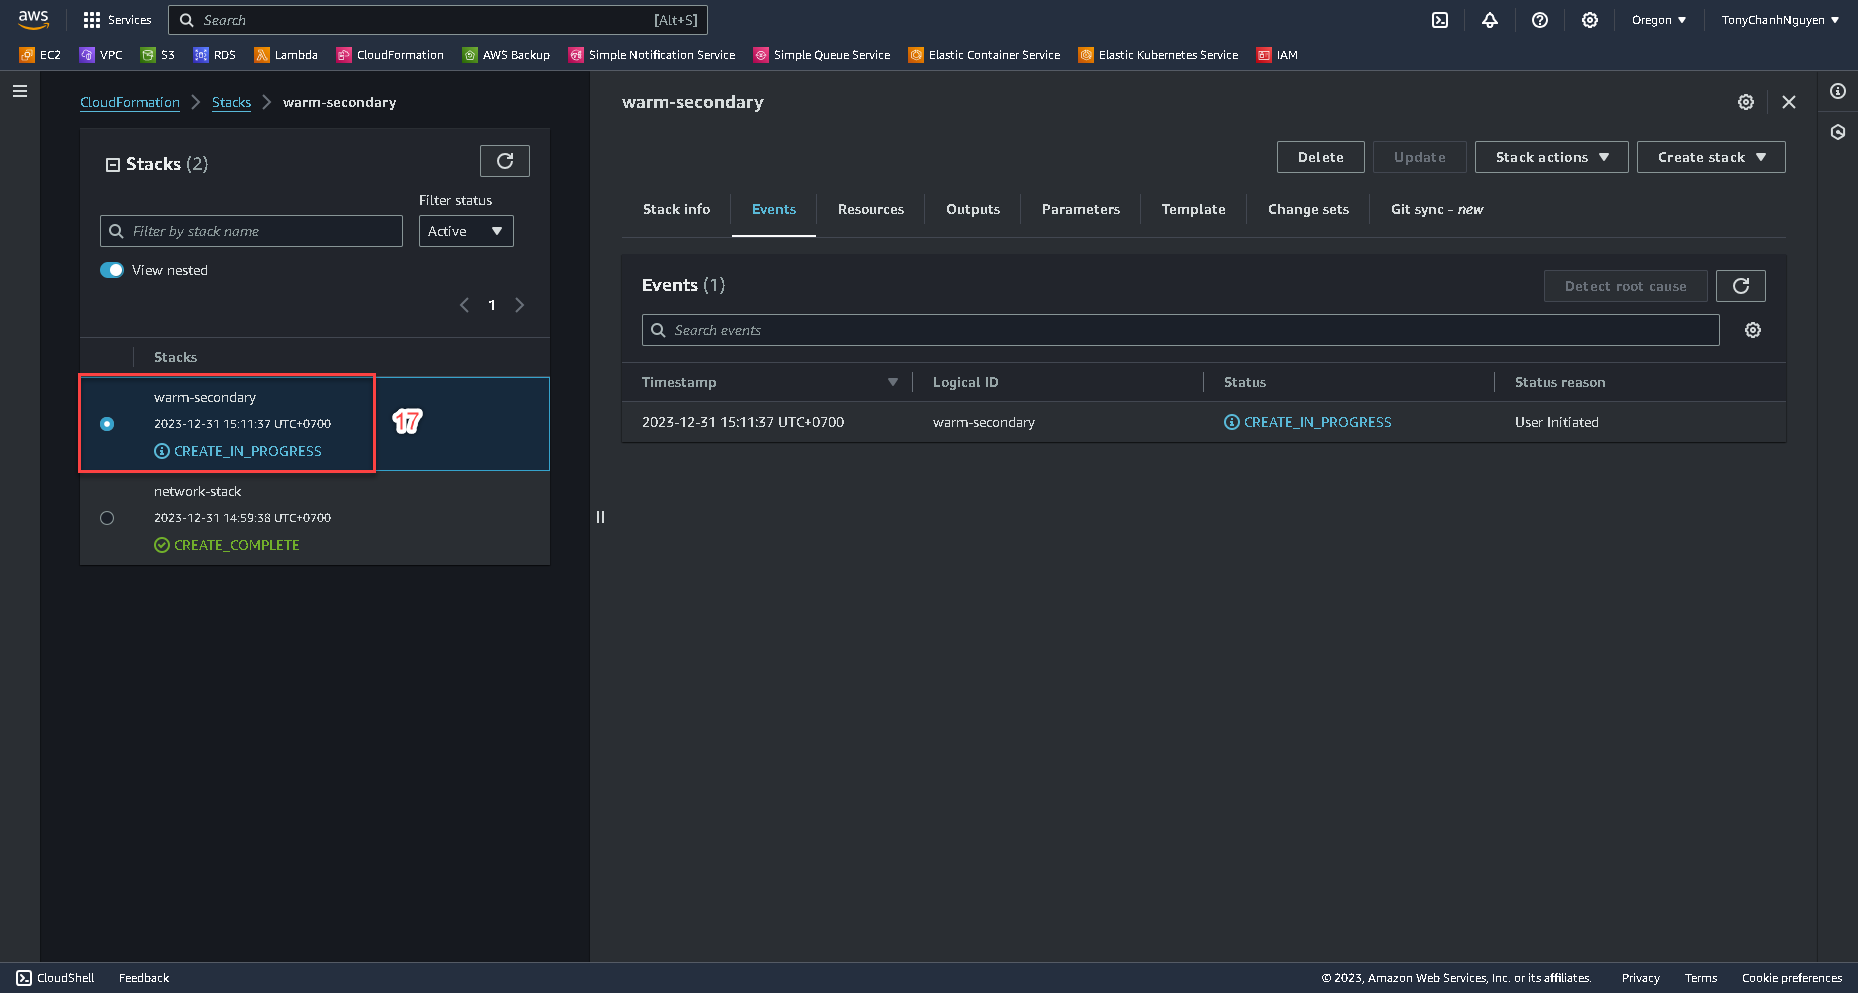 aws
Services
Search
[Alt+S]
Oregon
TonyChanhNguyen
EC2
VPC
S3
RDS
Lambda
CloudFormation
AWS Backup
Simple Notification Service
Simple Queue Service
Elastic Container Service
Elastic Kubernetes Service
IAM
CloudFormation
Stacks
warm-secondary
Stacks (2)
Filter status
Filter by stack name
Active
View nested
1
Stacks
warm-secondary
2023-12-31 15:11:37 UTC+0700
CREATE_IN_PROGRESS
17
network-stack
2023-12-31 14:59:38 UTC+0700
CREATE_COMPLETE
warm-secondary
Delete
Update
Stack actions
Create stack
Stack info
Events
Resources
Outputs
Parameters
Template
Change sets
Git sync - new
Events (1)
Detect root cause
Search events
Timestamp
Logical ID
Status
Status reason
2023-12-31 15:11:37 UTC+0700
warm-secondary
CREATE_IN_PROGRESS
User Initiated
CloudShell
Feedback
© 2023, Amazon Web Services, Inc. or its affiliates.
Privacy
Terms
Cookie preferences